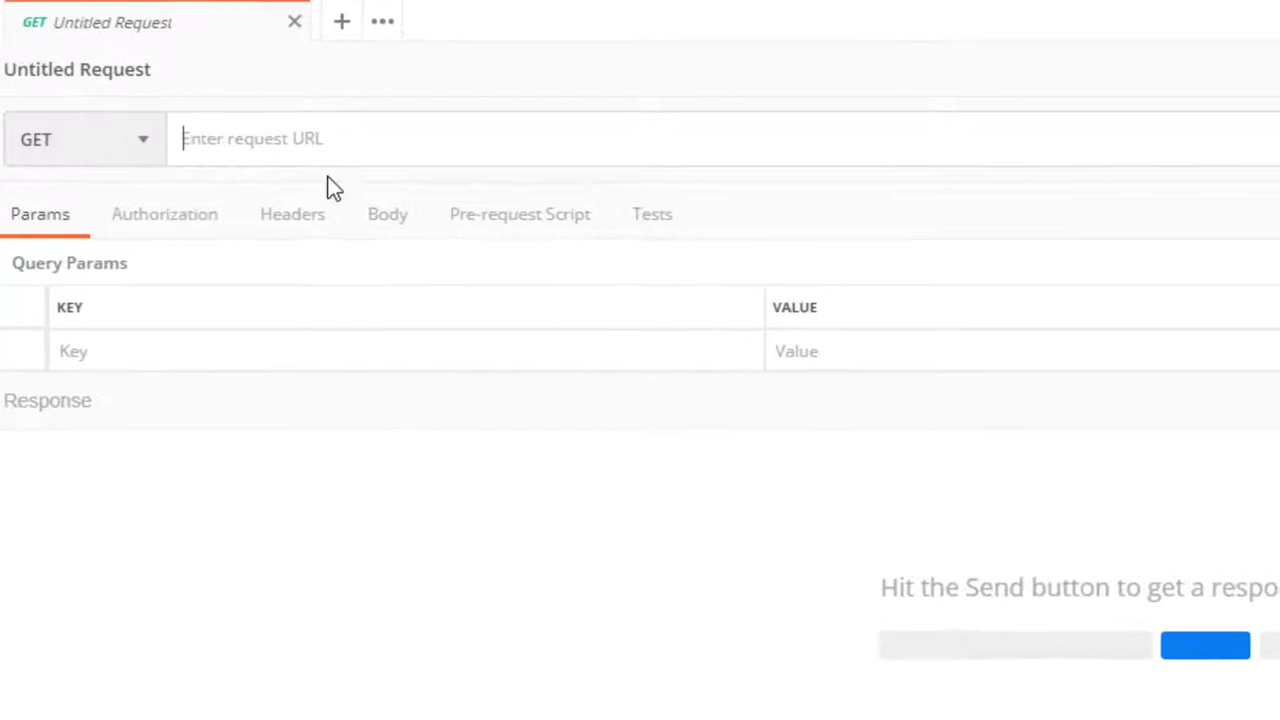 GET Untitled Request
Untitled Request
GET Enter request URL
Params Authorization Headers Body Pre-request Script Tests
Query Params
KEY VALUE
Key Value
Response
Hit the Send button to get a respo